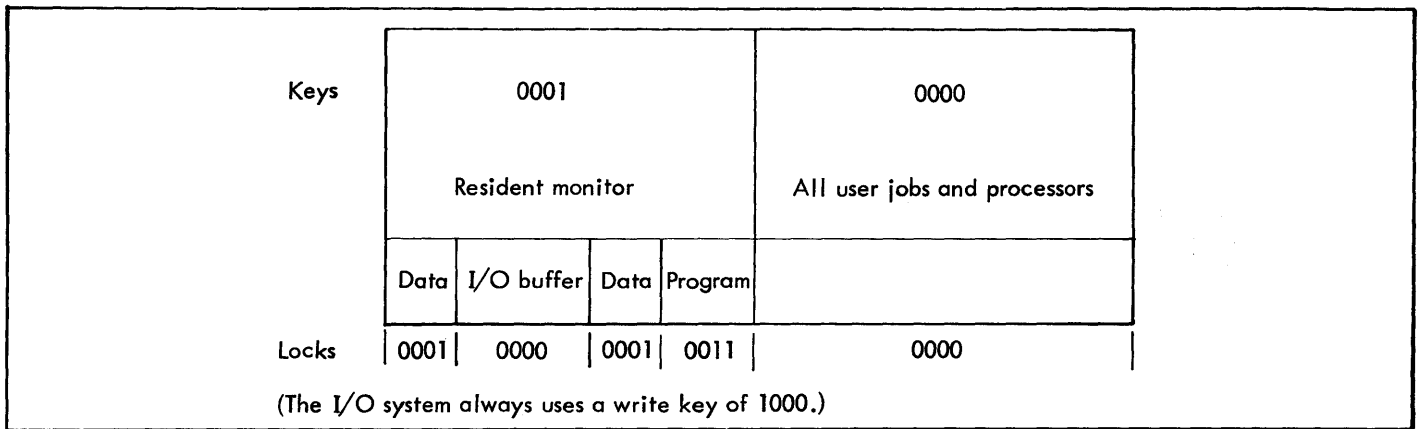 Keys 0001 0000
Resident monitor All user jobs and processors
Data I/O buffer Data Program
Locks 0001 0000 0001 0011 0000
(The I/O system always uses a write key of 1000.)